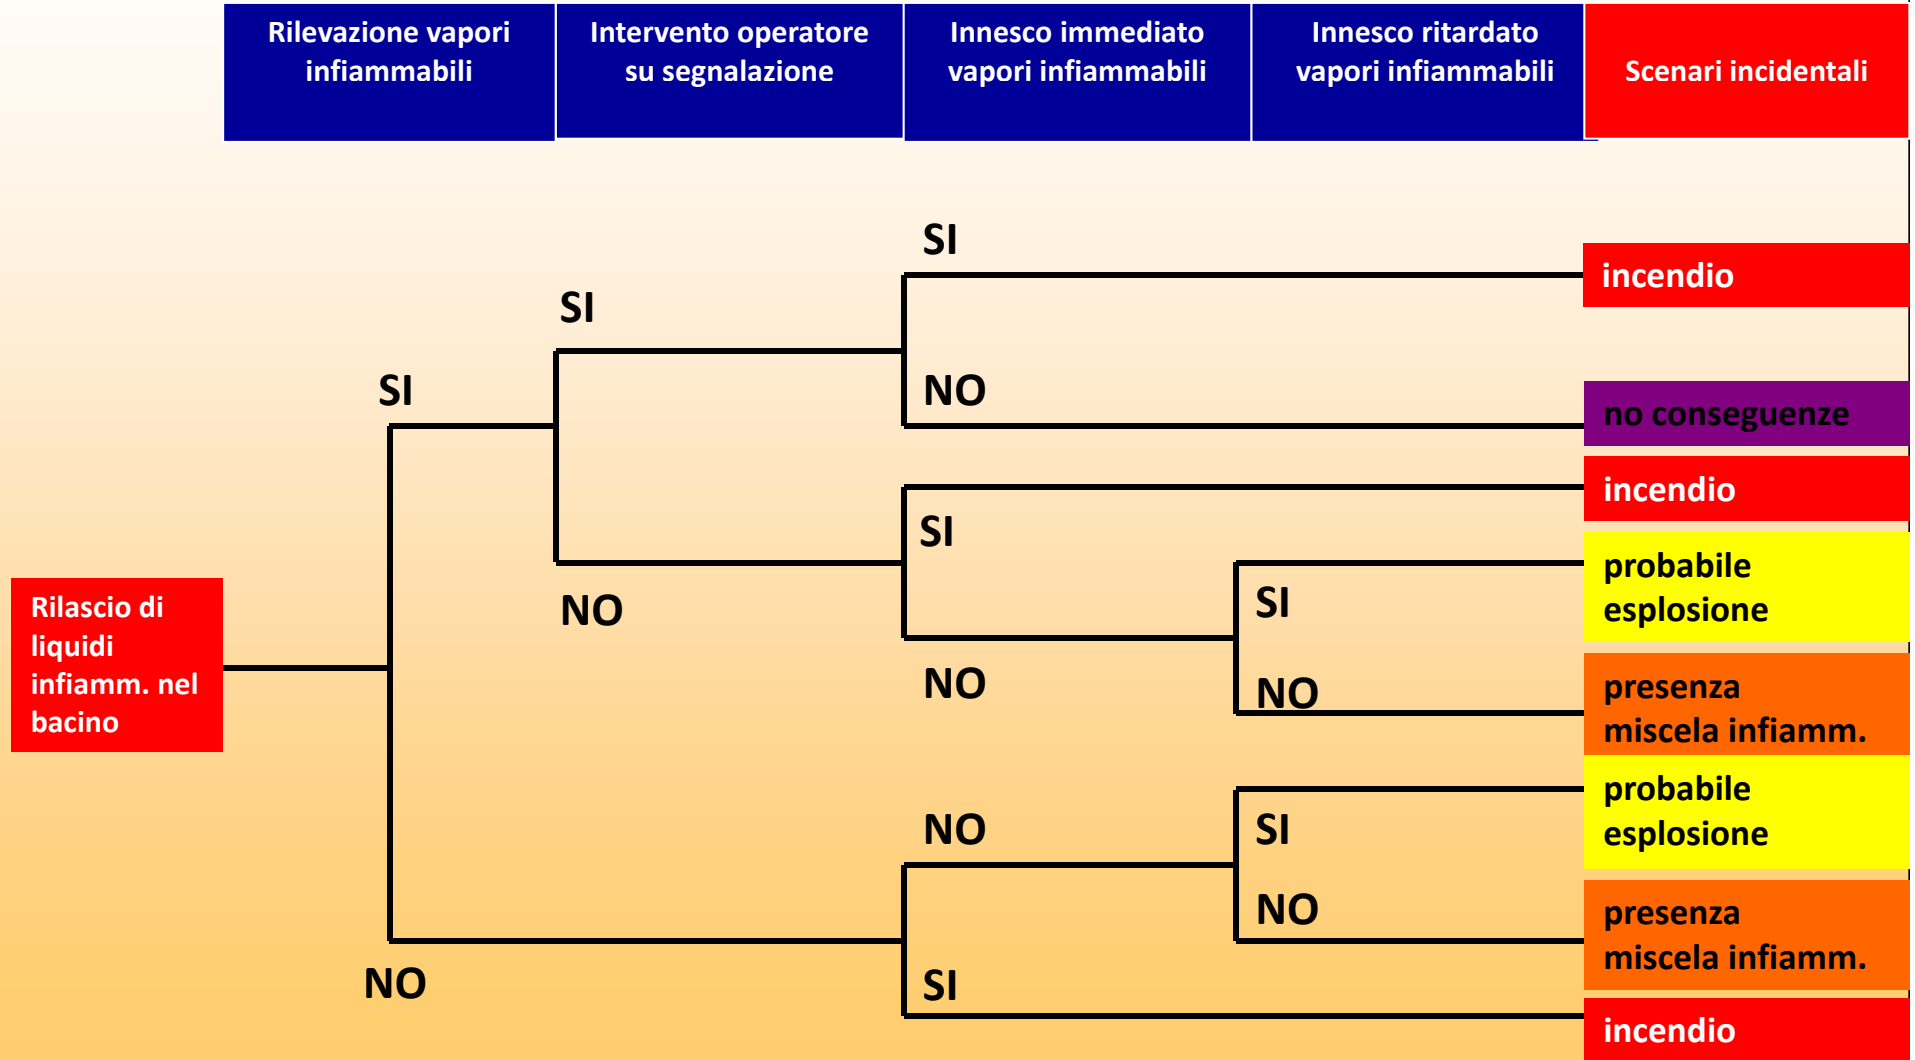 Rilevazione vapori
infiammabili
Intervento operatore
su segnalazione
Innesco immediato
vapori infiammabili
Innesco ritardato
vapori infiammabili
Scenari incidentali
SI
incendio
SI
SI
NO
no conseguenze
incendio
SI
probabile
esplosione
NO
SI
Rilascio di
liquidi
infiamm. nel
bacino
NO
NO
presenza
miscela infiamm.
probabile
esplosione
NO
SI
NO
presenza
miscela infiamm.
NO
SI
incendio